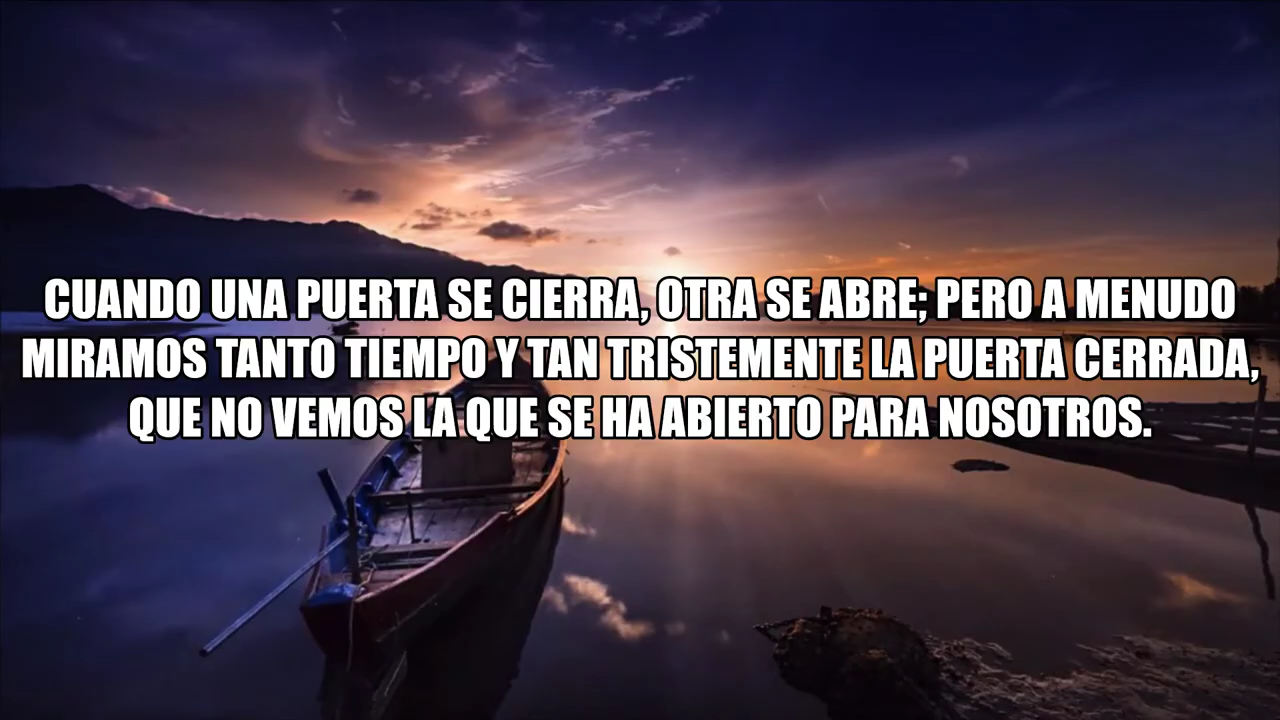 CUANDO UNA PUERTA SE CIERRA, OTRA SE ABRE; PERO A MENUDO
MIRAMOS TANTO TIEMPO Y TAN TRISTEMENTE LA PUERTA CERRADA,
QUE NO VEMOS LA QUE SE HA ABIERTO PARA NOSOTROS.